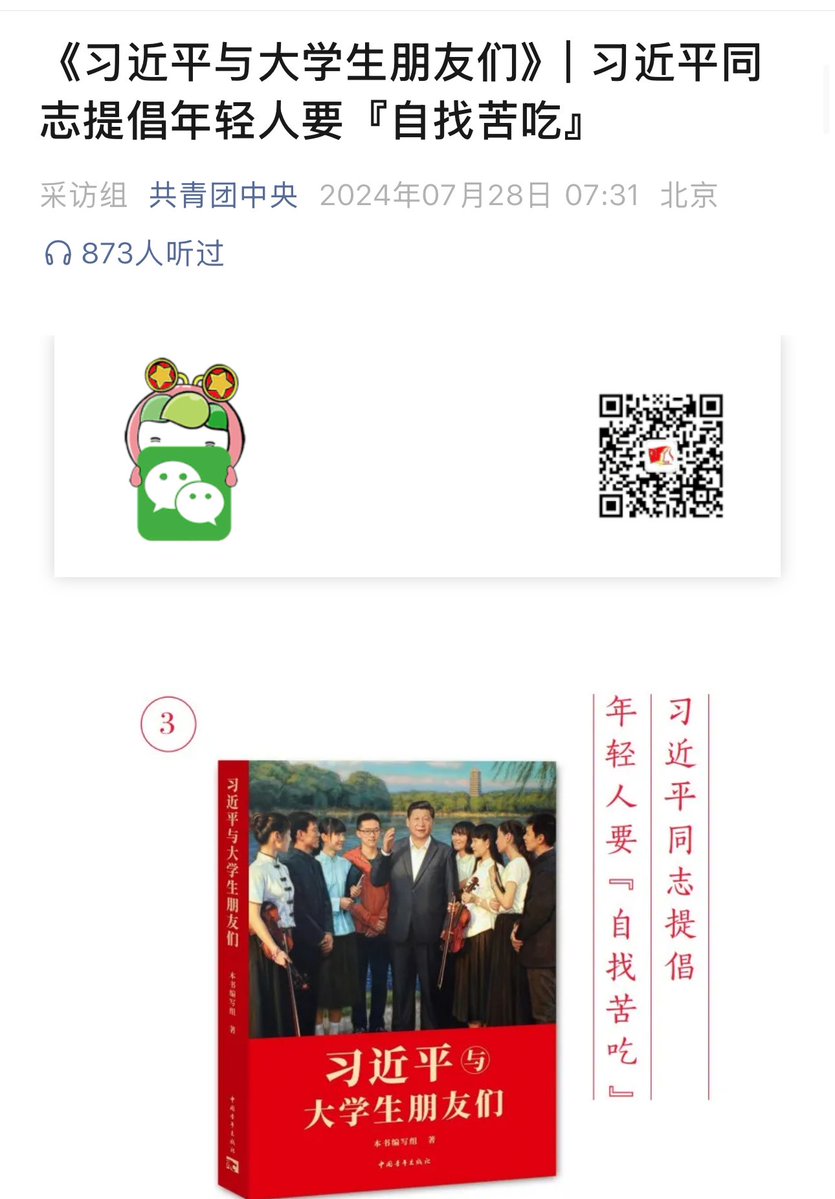 《习近平与大学生朋友们》| 习近平同
志提倡年轻人要『自找苦吃』
采访组 共青团中央 2024年07月28日 07:31 北京
873人听过
3
习近平同志提倡
年轻人要『自找苦吃』
习近平与大学生朋友们
本书编写组 著
中国青年出版社
习近平与
大学生朋友们
本书编写组 著
中国青年出版社